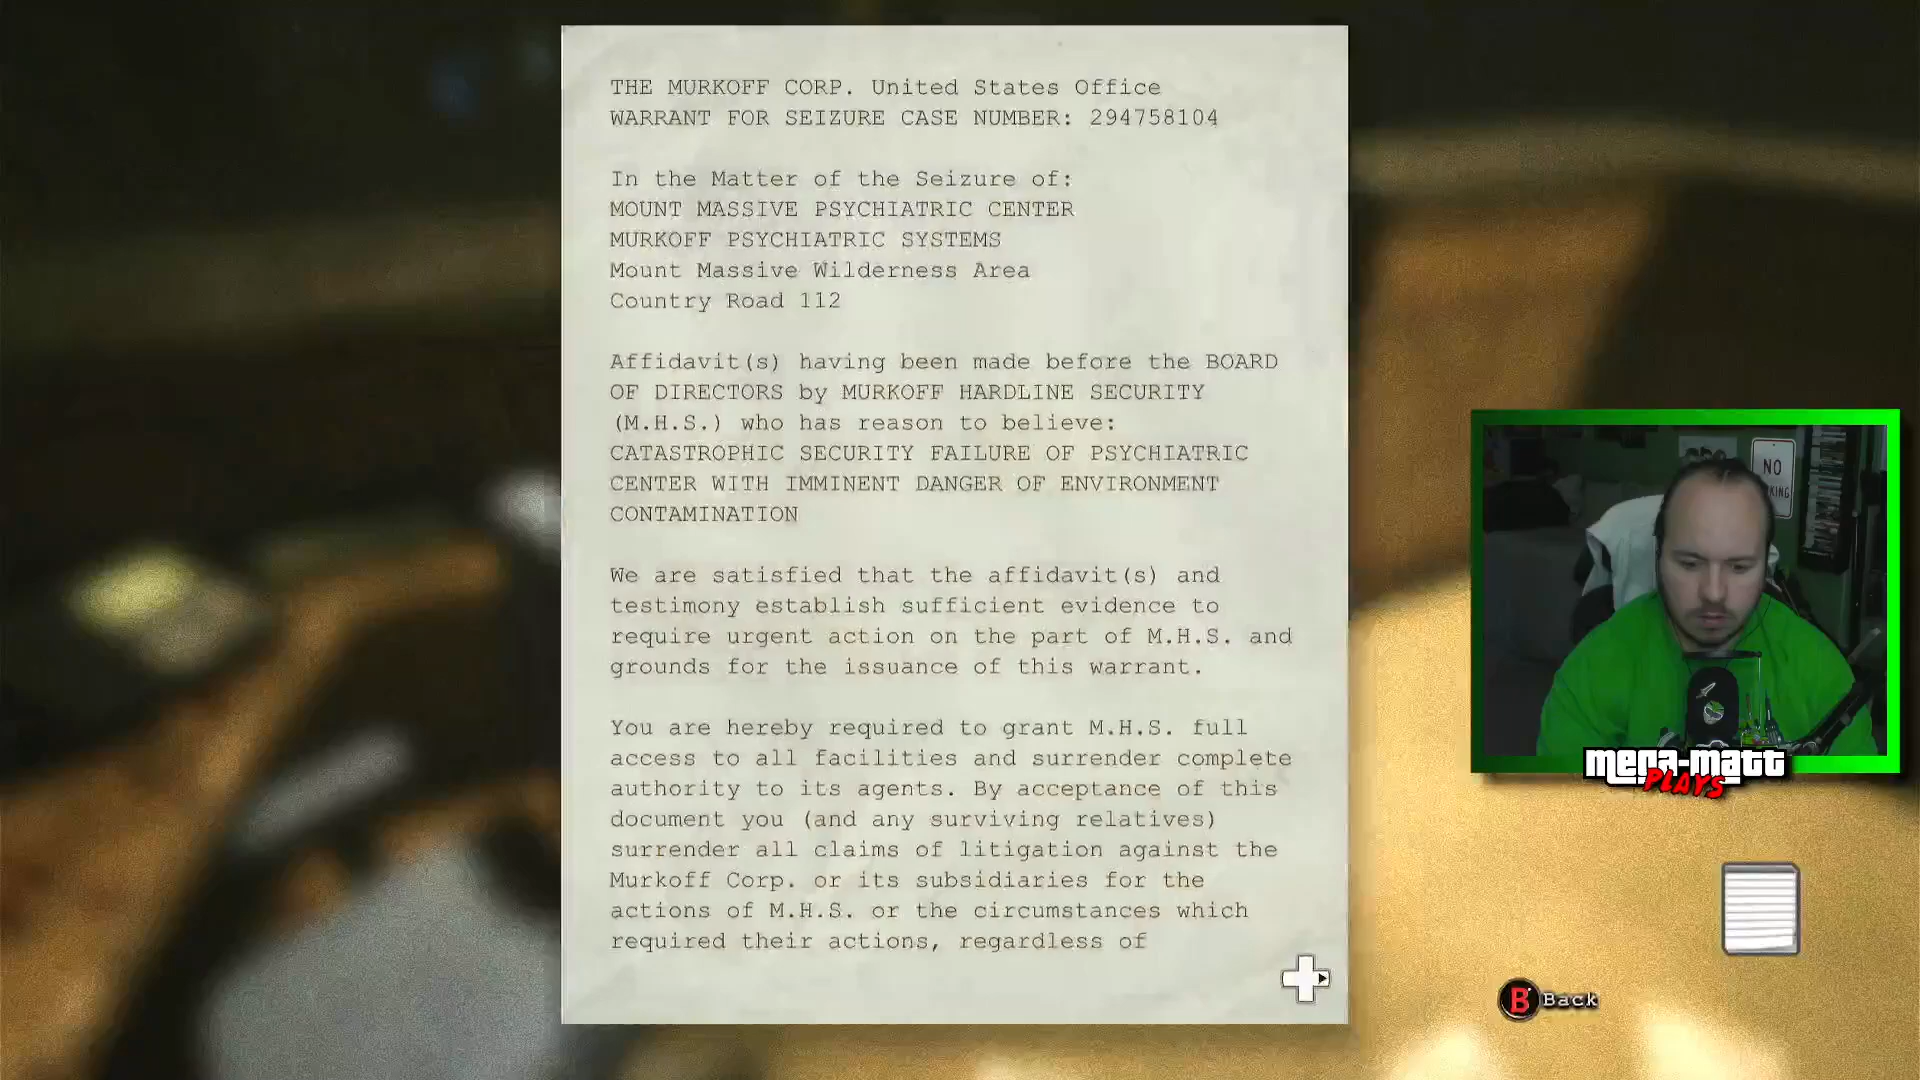 THE MURKOFF CORP. United States Office
WARRANT FOR SEIZURE CASE NUMBER: 294758104
In the Matter of the Seizure of:
MOUNT MASSIVE PSYCHIATRIC CENTER
MURKOFF PSYCHIATRIC SYSTEMS
Mount Massive Wilderness Area
Country Road 112
Affidavit(s) having been made before the BOARD
OF DIRECTORS by MURKOFF HARDLINE SECURITY
(M.H.S.) who has reason to believe:
CATASTROPHIC SECURITY FAILURE OF PSYCHIATRIC
CENTER WITH IMMINENT DANGER OF ENVIRONMENT
CONTAMINATION
We are satisfied that the affidavit(s) and
testimony establish sufficient evidence to
require urgent action on the part of M.H.S. and
grounds for the issuance of this warrant.
You are hereby required to grant M.H.S. full
access to all facilities and surrender complete
authority to its agents. By acceptance of this
document you (and any surviving relatives)
surrender all claims of litigation against the
Murkoff Corp. or its subsidiaries for the
actions of M.H.S. or the circumstances which
required their actions, regardless of
NO
mega-matt
PLAYS
B Back